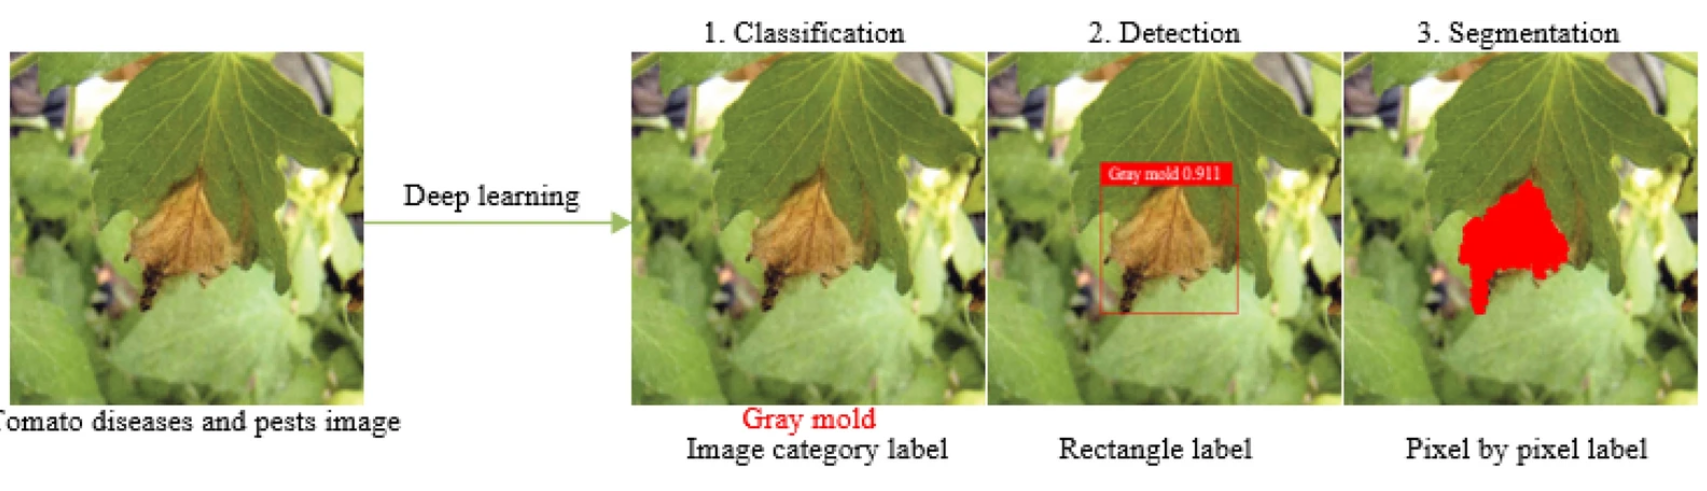 1. Classification
2. Detection
3. Segmentation
Deep learning
Gray mold 0.911
Tomato diseases and pests image
Gray mold
Image category label
Rectangle label
Pixel by pixel label